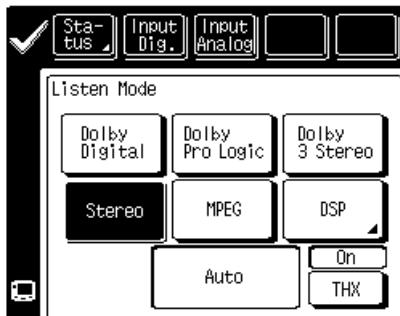 Sta-
tus
Input
Dig.
Input
Analog
Listen Mode
Dolby
Digital
Dolby
Pro Logic
Dolby
3 Stereo
Stereo
MPEG
DSP
Auto
On
THX